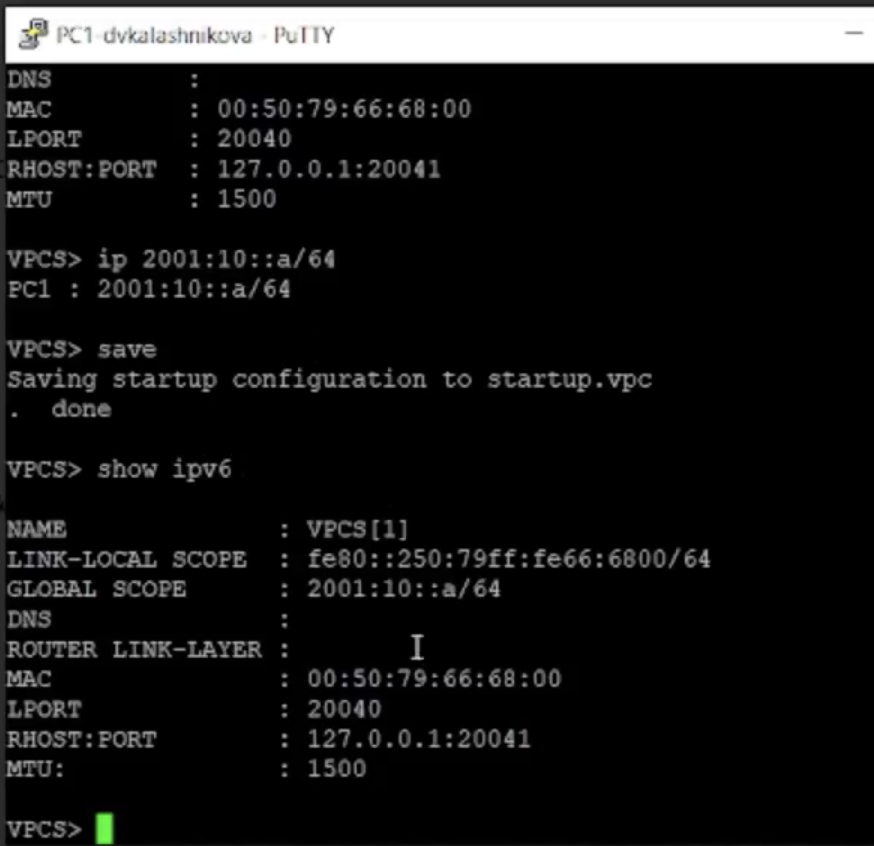 PC1-dvkalashnikova - PuTTY
DNS          :
MAC          : 00:50:79:66:68:00
LPORT        : 20040
RHOST:PORT   : 127.0.0.1:20041
MTU          : 1500
VPCS> ip 2001:10::a/64
PC1 : 2001:10::a/64
VPCS> save
Saving startup configuration to startup.vpc
.  done
VPCS> show ipv6
NAME              : VPCS[1]
LINK-LOCAL SCOPE  : fe80::250:79ff:fe66:6800/64
GLOBAL SCOPE      : 2001:10::a/64
DNS               :
ROUTER LINK-LAYER :
MAC               : 00:50:79:66:68:00
LPORT             : 20040
RHOST:PORT        : 127.0.0.1:20041
MTU:              : 1500
VPCS>